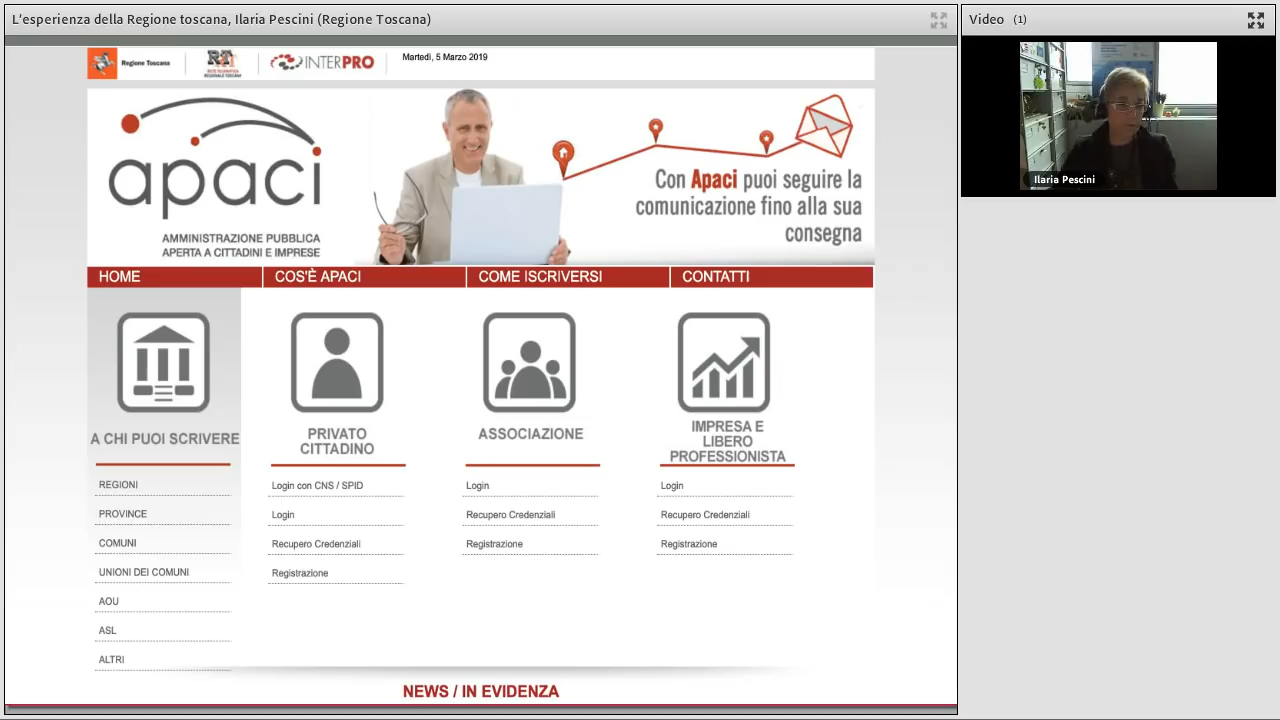 L'esperienza della Regione toscana, Ilaria Pescini (Regione Toscana)
Video (1)
Ilaria Pescini
Regione Toscana
RETE TELEMATICA
REGIONALE TOSCANA
INTERPRO
Martedì, 5 Marzo 2019
apaci
AMMINISTRAZIONE PUBBLICA
APERTA A CITTADINI E IMPRESE
Con Apaci puoi seguire la
comunicazione fino alla sua
consegna
HOME
COS'È APACI
COME ISCRIVERSI
CONTATTI
A CHI PUOI SCRIVERE
REGIONI
PROVINCE
COMUNI
UNIONI DEI COMUNI
AOU
ASL
ALTRI
PRIVATO
CITTADINO
Login con CNS / SPID
Login
Recupero Credenziali
Registrazione
ASSOCIAZIONE
Login
Recupero Credenziali
Registrazione
IMPRESA E
LIBERO
PROFESSIONISTA
Login
Recupero Credenziali
Registrazione
NEWS / IN EVIDENZA